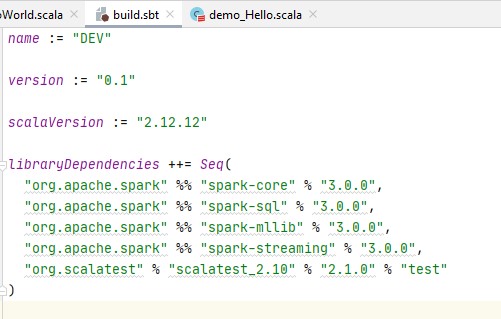 oWorld.scala build.sbt demo_Hello.scala
name := "DEV"
version := "0.1"
scalaVersion := "2.12.12"
libraryDependencies ++= Seq(
"org.apache.spark" %% "spark-core" % "3.0.0",
"org.apache.spark" %% "spark-sql" % "3.0.0",
"org.apache.spark" %% "spark-mllib" % "3.0.0",
"org.apache.spark" %% "spark-streaming" % "3.0.0",
"org.scalatest" % "scalatest_2.10" % "2.1.0" % "test"
)